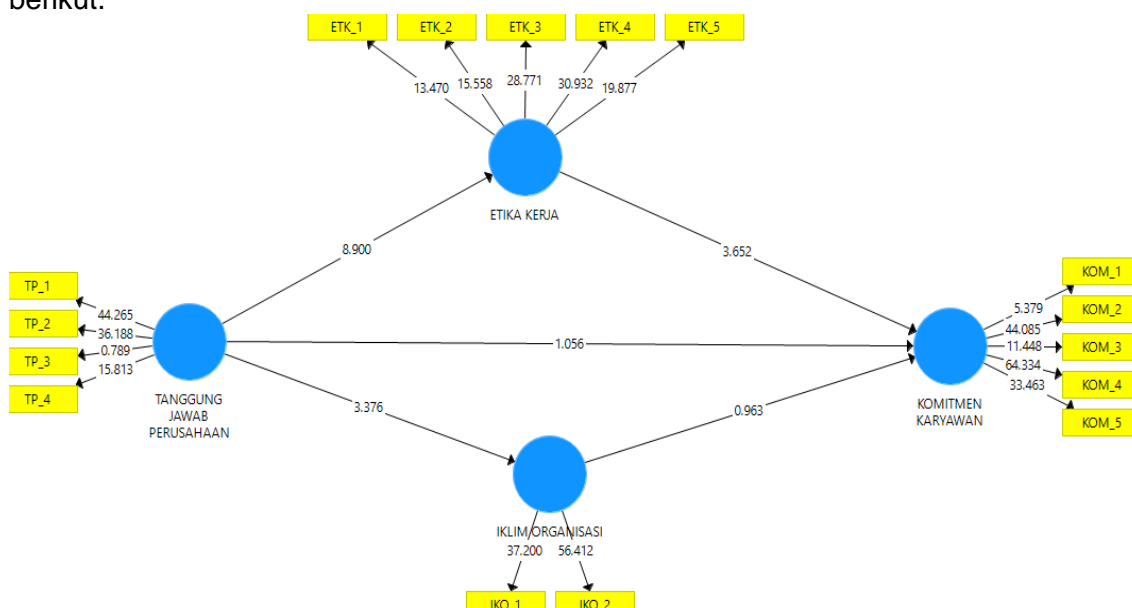 berikut:
ETK_1 ETK_2 ETK_3 ETK_4 ETK_5
13.470 15.558 28.771 30.932 19.877
ETIKA KERJA
8.900
3.652
TP_1
TP_2
TP_3
TP_4
44.265
36.188
0.789
15.813
TANGGUNG
JAWAB
PERUSAHAAN
1.056
KOM_1
KOM_2
KOM_3
KOM_4
KOM_5
5.379
44.085
11.448
64.334
33.463
KOMITMEN
KARYAWAN
3.376
0.963
IKLIM ORGANISASI
37.200 56.412
IKO_1 IKO_2